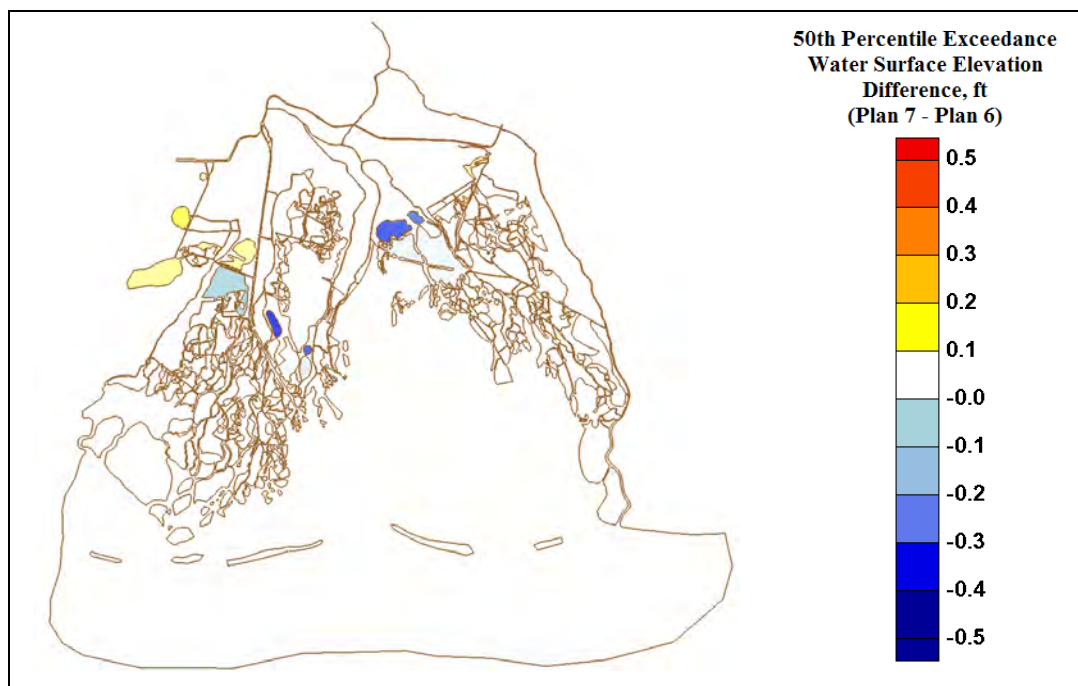 50th Percentile Exceedance
Water Surface Elevation
Difference, ft
(Plan 7 - Plan 6)
0.5
0.4
0.3
0.2
0.1
-0.0
-0.1
-0.2
-0.3
-0.4
-0.5